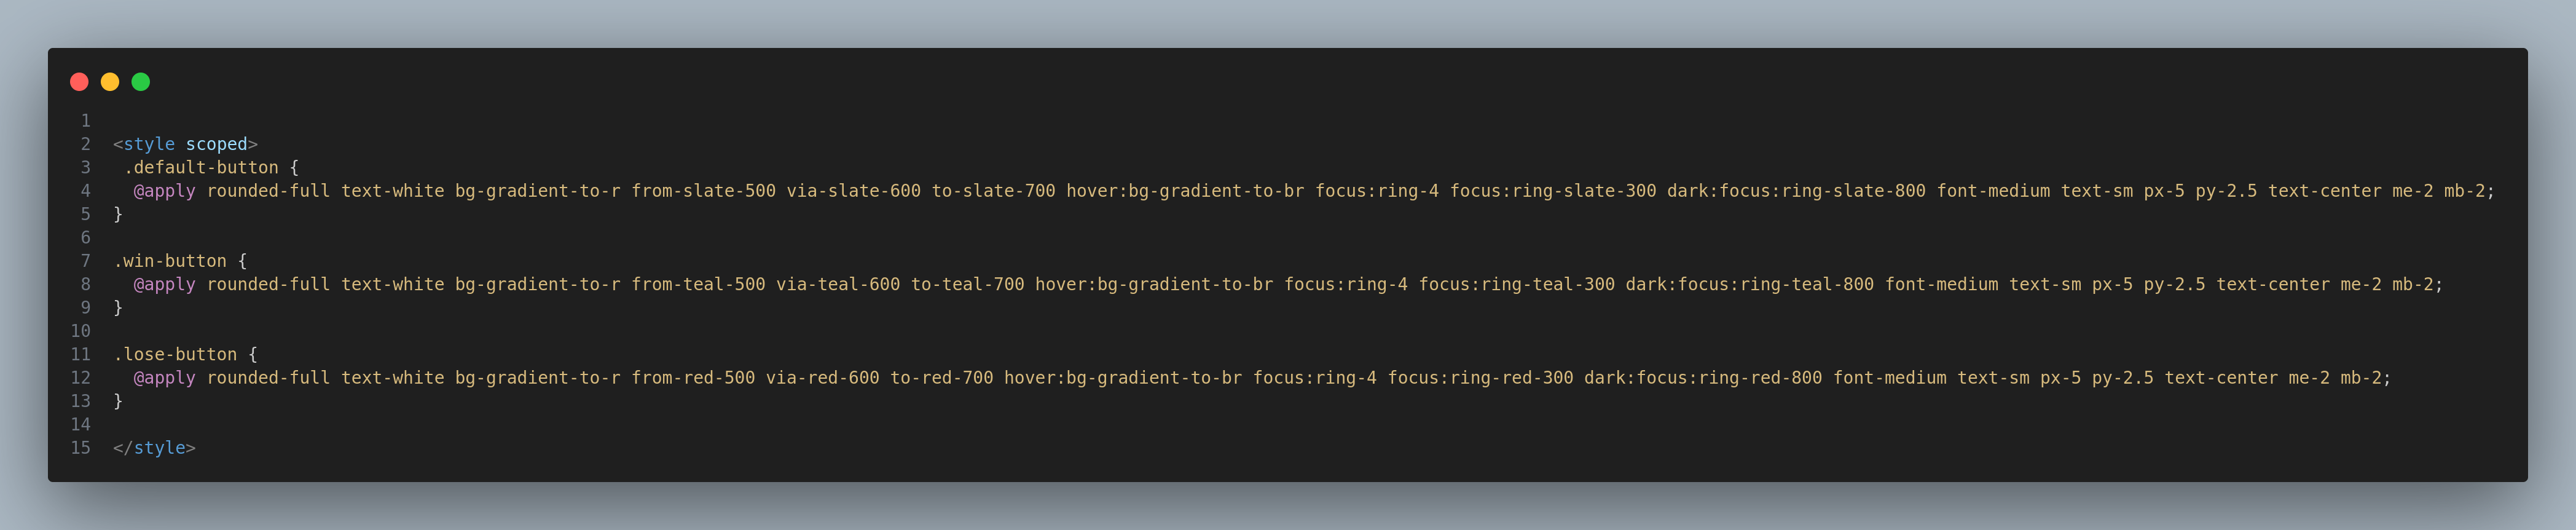 1
2 <style scoped>
3  .default-button {
4   @apply rounded-full text-white bg-gradient-to-r from-slate-500 via-slate-600 to-slate-700 hover:bg-gradient-to-br focus:ring-4 focus:ring-slate-300 dark:focus:ring-slate-800 font-medium text-sm px-5 py-2.5 text-center me-2 mb-2;
5 }
6
7 .win-button {
8   @apply rounded-full text-white bg-gradient-to-r from-teal-500 via-teal-600 to-teal-700 hover:bg-gradient-to-br focus:ring-4 focus:ring-teal-300 dark:focus:ring-teal-800 font-medium text-sm px-5 py-2.5 text-center me-2 mb-2;
9 }
10
11 .lose-button {
12   @apply rounded-full text-white bg-gradient-to-r from-red-500 via-red-600 to-red-700 hover:bg-gradient-to-br focus:ring-4 focus:ring-red-300 dark:focus:ring-red-800 font-medium text-sm px-5 py-2.5 text-center me-2 mb-2;
13 }
14
15 </style>